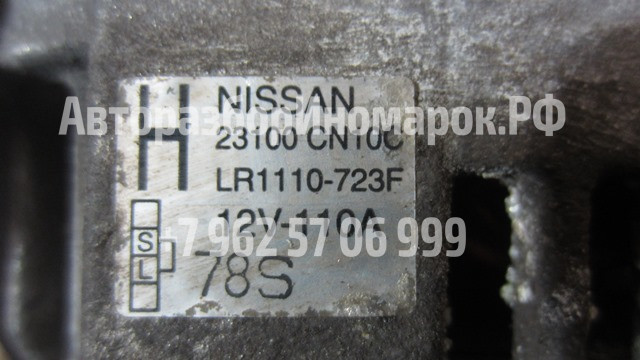 H
NISSAN
АвторазборИномарок.РФ
23100 CN10C
LR1110-723F
12V-110A
+7 962 57 06 999
S
L
78S